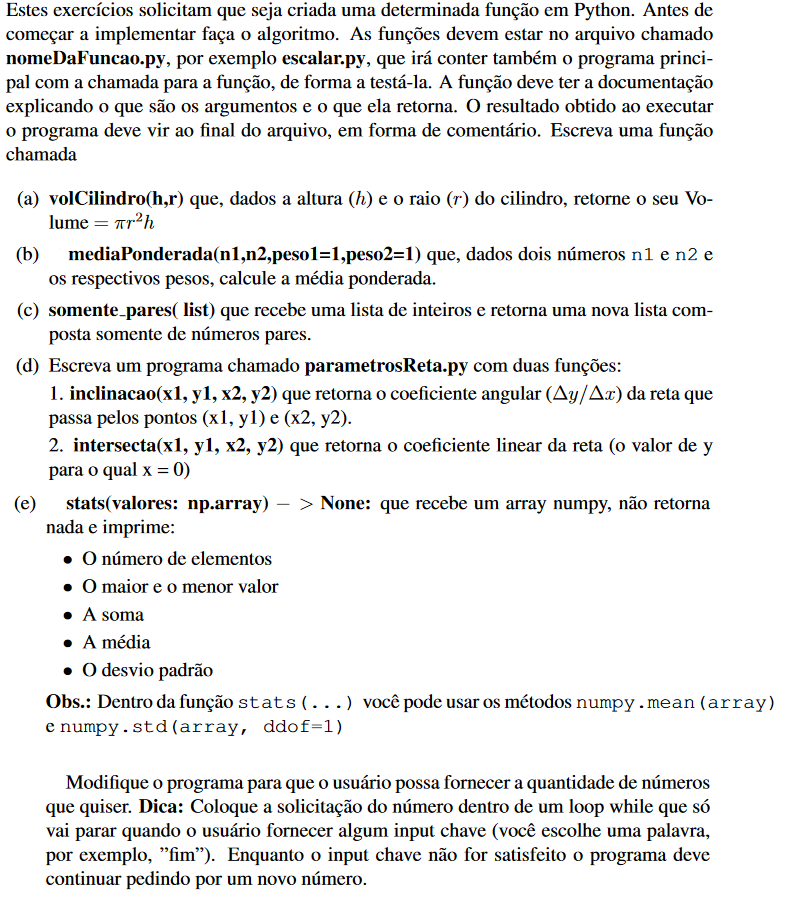 Estes exercícios solicitam que seja criada uma determinada função em Python. Antes de
começar a implementar faça o algoritmo. As funções devem estar no arquivo chamado
nomeDaFuncao.py, por exemplo escalar.py, que irá conter também o programa princi-
pal com a chamada para a função, de forma a testá-la. A função deve ter a documentação
explicando o que são os argumentos e o que ela retorna. O resultado obtido ao executar
o programa deve vir ao final do arquivo, em forma de comentário. Escreva uma função
chamada
(a) volCilindro(h,r) que, dados a altura (h) e o raio (r) do cilindro, retorne o seu Vo-
lume = πr²h
(b) mediaPonderada(n1,n2,peso1=1,peso2=1) que, dados dois números n1 e n2 e
os respectivos pesos, calcule a média ponderada.
(c) somente_pares( list) que recebe uma lista de inteiros e retorna uma nova lista com-
posta somente de números pares.
(d) Escreva um programa chamado parametrosReta.py com duas funções:
1. inclinacao(x1, y1, x2, y2) que retorna o coeficiente angular (Δy/Δx) da reta que
passa pelos pontos (x1, y1) e (x2, y2).
2. intersecta(x1, y1, x2, y2) que retorna o coeficiente linear da reta (o valor de y
para o qual x = 0)
(e) stats(valores: np.array) − > None: que recebe um array numpy, não retorna
nada e imprime:
• O número de elementos
• O maior e o menor valor
• A soma
• A média
• O desvio padrão
Obs.: Dentro da função stats(...) você pode usar os métodos numpy.mean(array)
e numpy.std(array, ddof=1)
Modifique o programa para que o usuário possa fornecer a quantidade de números
que quiser. Dica: Coloque a solicitação do número dentro de um loop while que só
vai parar quando o usuário fornecer algum input chave (você escolhe uma palavra,
por exemplo, ”fim”). Enquanto o input chave não for satisfeito o programa deve
continuar pedindo por um novo número.